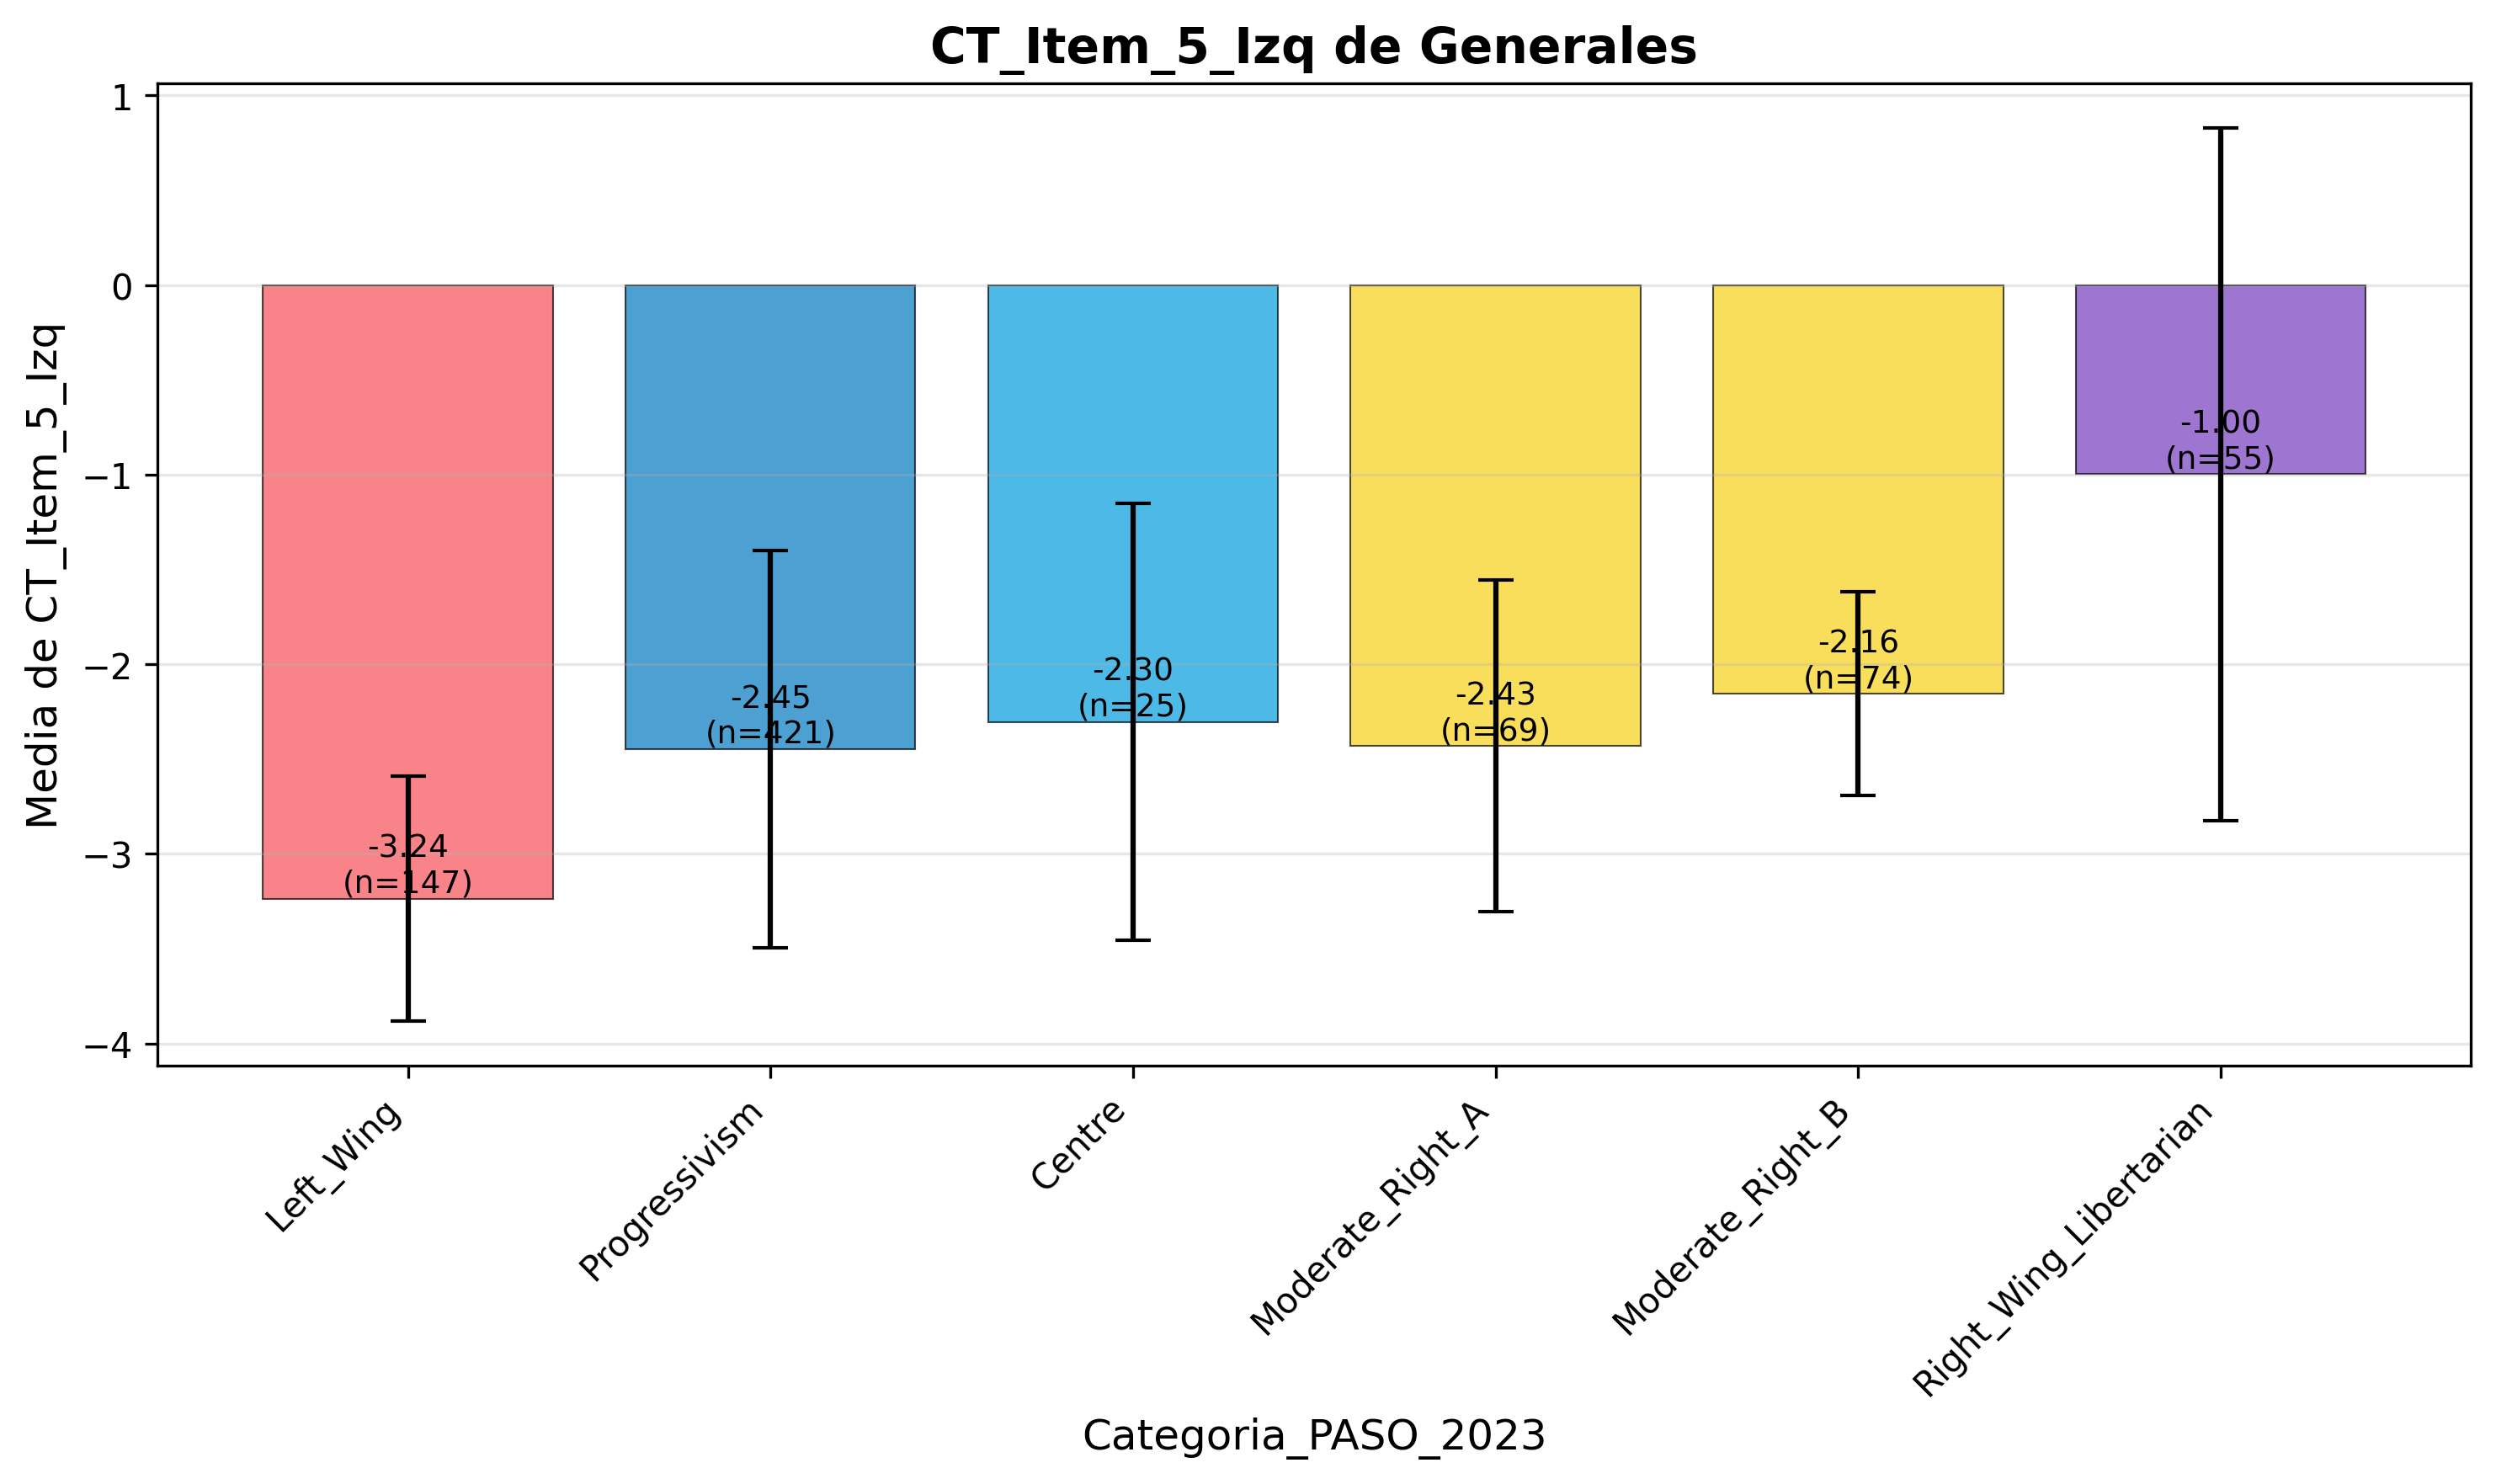 CT_Item_5_Izq de Generales
Media de CT_Item_5_Izq
1
0
−1
−2
−3
−4
-3.24
(n=147)
-2.45
(n=421)
-2.30
(n=25)
-2.43
(n=69)
-2.16
(n=74)
-1.00
(n=55)
Left_Wing
Progressivism
Centre
Moderate_Right_A
Moderate_Right_B
Right_Wing_Libertarian
Categoria_PASO_2023